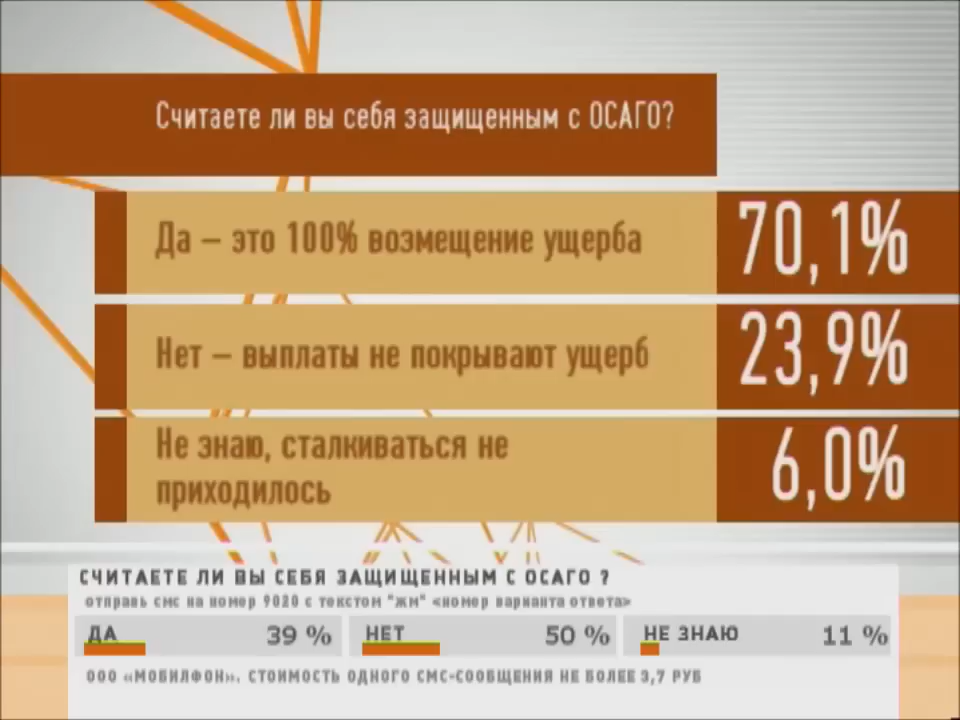 Считаете ли вы себя защищенным с ОСАГО?
Да – это 100% возмещение ущерба 70,1%
Нет – выплаты не покрывают ущерб 23,9%
Не знаю, сталкиваться не
приходилось 6,0%
СЧИТАЕТЕ ЛИ ВЫ СЕБЯ ЗАЩИЩЕННЫМ С ОСАГО ?
отправь смс на номер 9020 с текстом "жм" <номер варианта ответа>
ДА 39 % НЕТ 50 % НЕ ЗНАЮ 11 %
ООО «МОБИЛФОН». СТОИМОСТЬ ОДНОГО СМС-СООБЩЕНИЯ НЕ БОЛЕЕ 3,7 РУБ